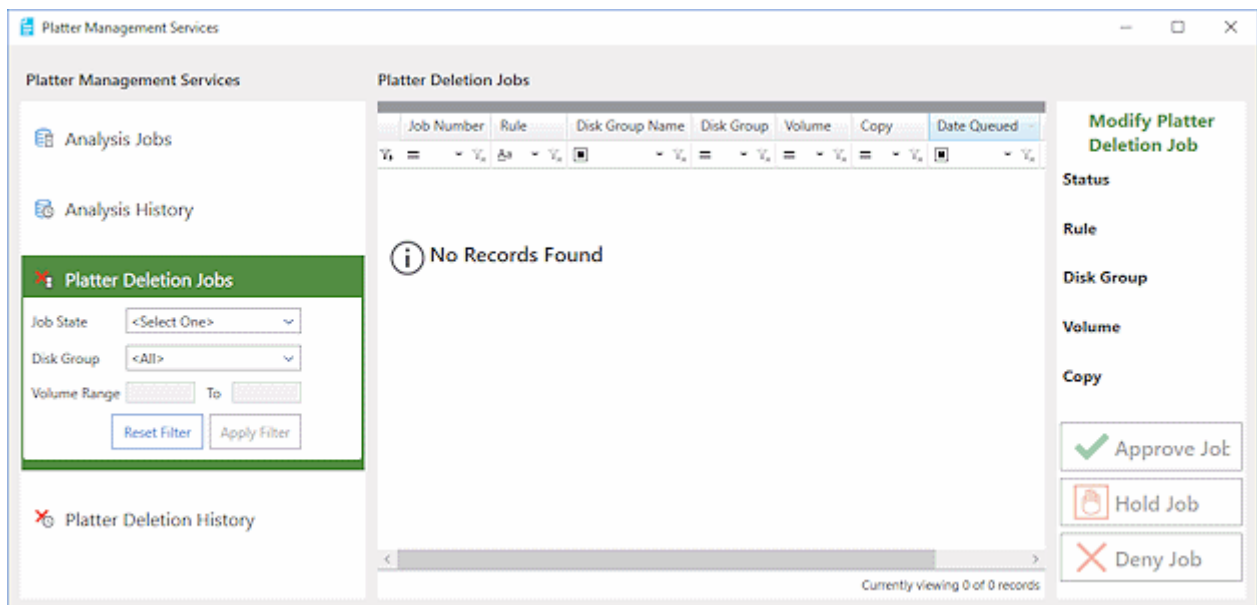 Platter Management Services
Platter Management Services
Analysis Jobs
Analysis History
Platter Deletion Jobs
Job State <Select One>
Disk Group <All>
Volume Range To
Reset Filter Apply Filter
Platter Deletion History
Platter Deletion Jobs
Job Number Rule Disk Group Name Disk Group Volume Copy Date Queued
= Aa = = =
No Records Found
Currently viewing 0 of 0 records
Modify Platter
Deletion Job
Status
Rule
Disk Group
Volume
Copy
Approve Job
Hold Job
Deny Job